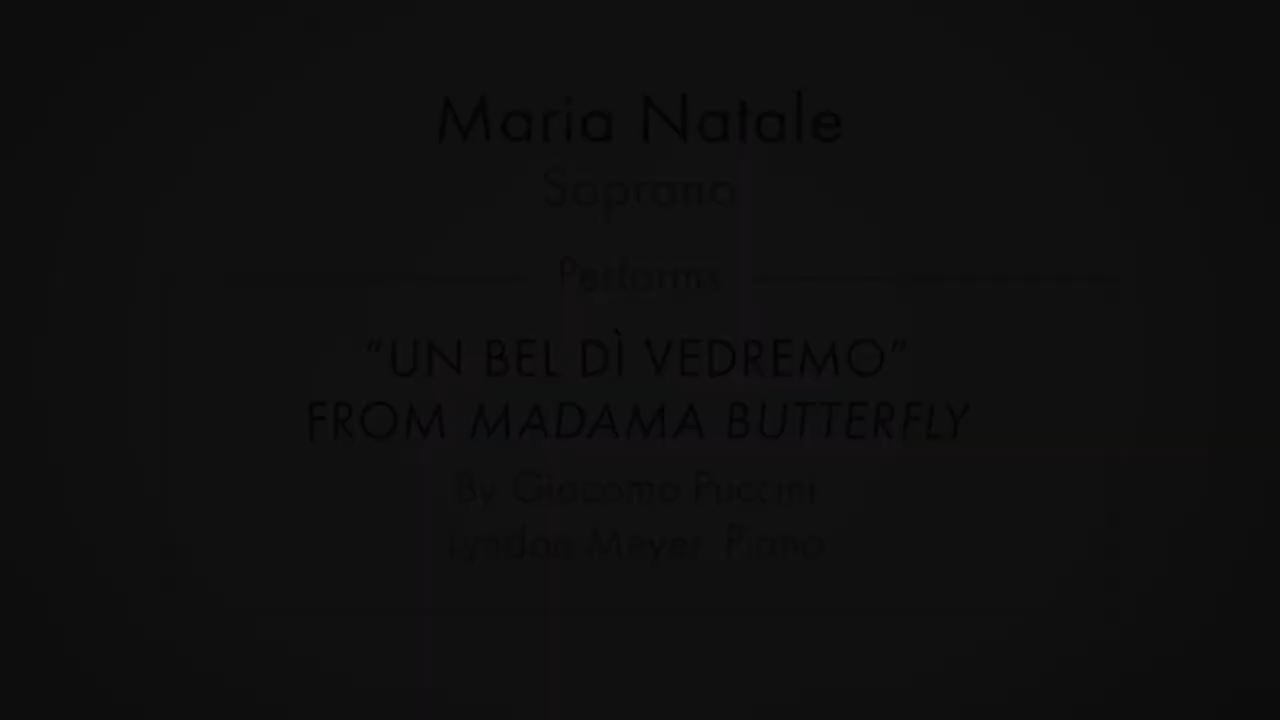 Maria Natale
Soprano
Performs
“UN BEL DÌ VEDREMO”
FROM MADAMA BUTTERFLY
By Giacomo Puccini
Lyndon Meyer, Piano